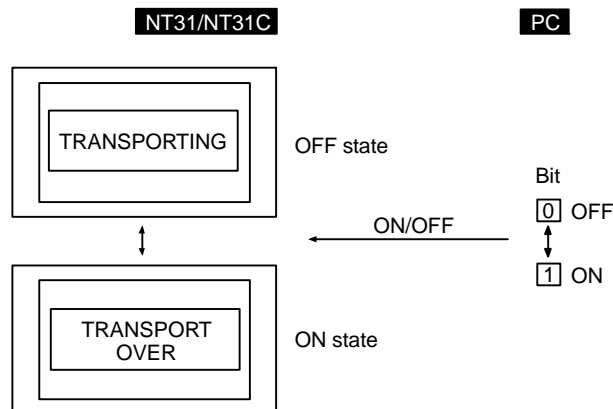 NT31/NT31C
PC
TRANSPORTING
OFF state
Bit
0 OFF
ON/OFF
1 ON
TRANSPORT
OVER
ON state